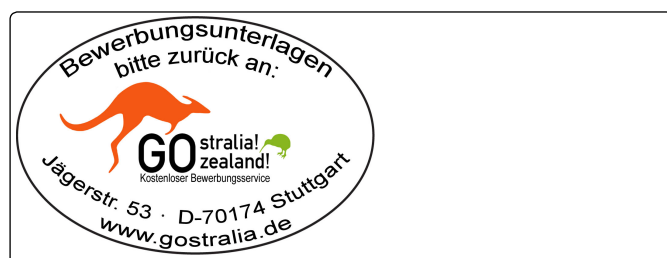 Bewerbungsunterlagen
bitte zurück an:
GO stralia!
zealand!
Kostenloser Bewerbungsservice
Jägerstr. 53 · D-70174 Stuttgart
www.gostralia.de